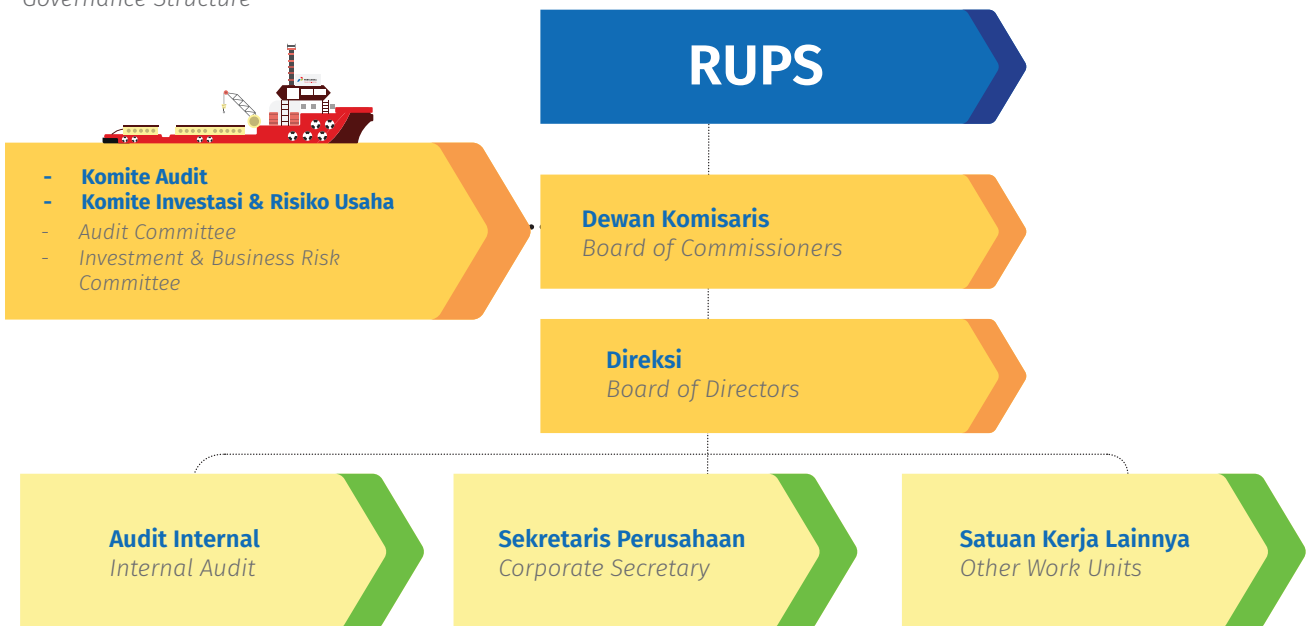 Governance Structure
RUPS
- Komite Audit
- Komite Investasi & Risiko Usaha
- Audit Committee
- Investment & Business Risk
Committee
Dewan Komisaris
Board of Commissioners
Direksi
Board of Directors
Audit Internal
Internal Audit
Sekretaris Perusahaan
Corporate Secretary
Satuan Kerja Lainnya
Other Work Units